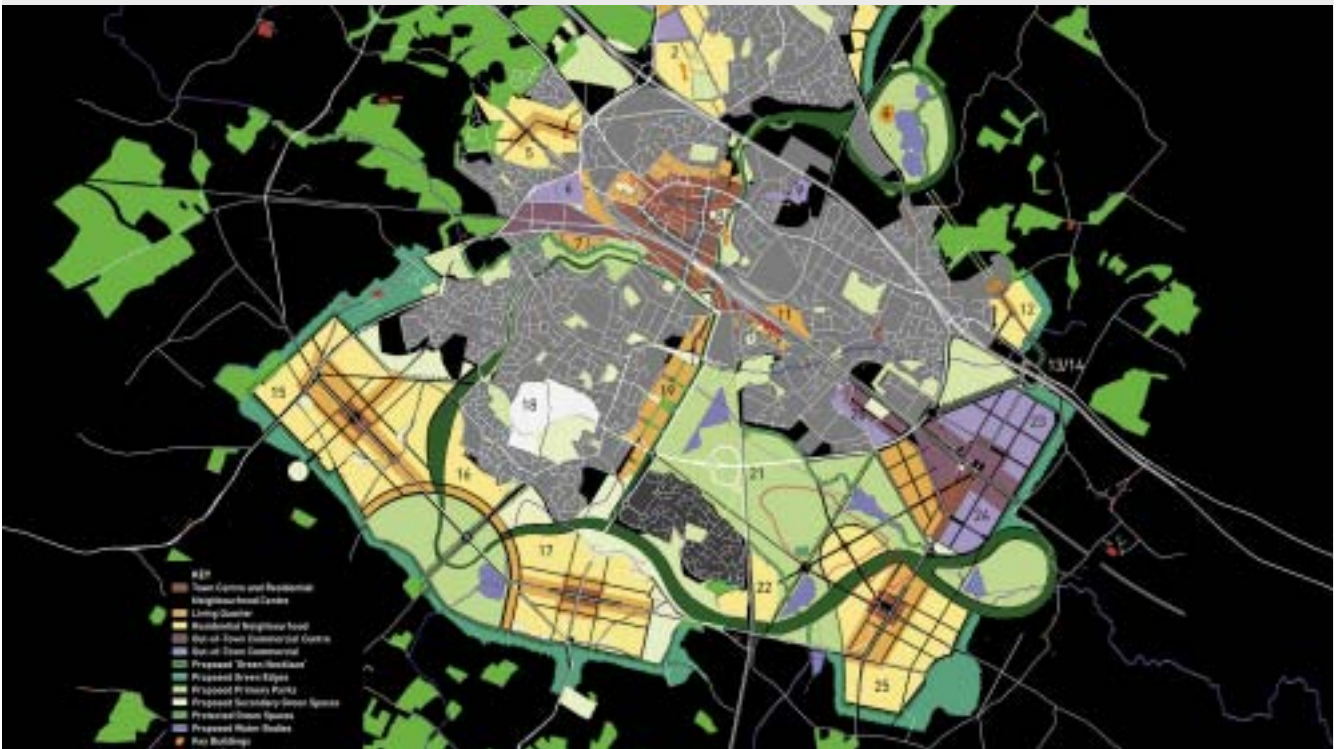 2
5
6
7
11
12
13/14
15
19
18
23
16
21
24
17
22
25
KEY
Town Centre and Residential
Neighbourhood Centre
Living Quarter
Residential Neighbourhood
Out-of-Town Commercial Centre
Out-of-Town Commercial
Proposed 'Green Necklace'
Proposed Green Edges
Proposed Primary Parks
Proposed Secondary Green Spaces
Protected Green Spaces
Proposed Water Bodies
Key Buildings